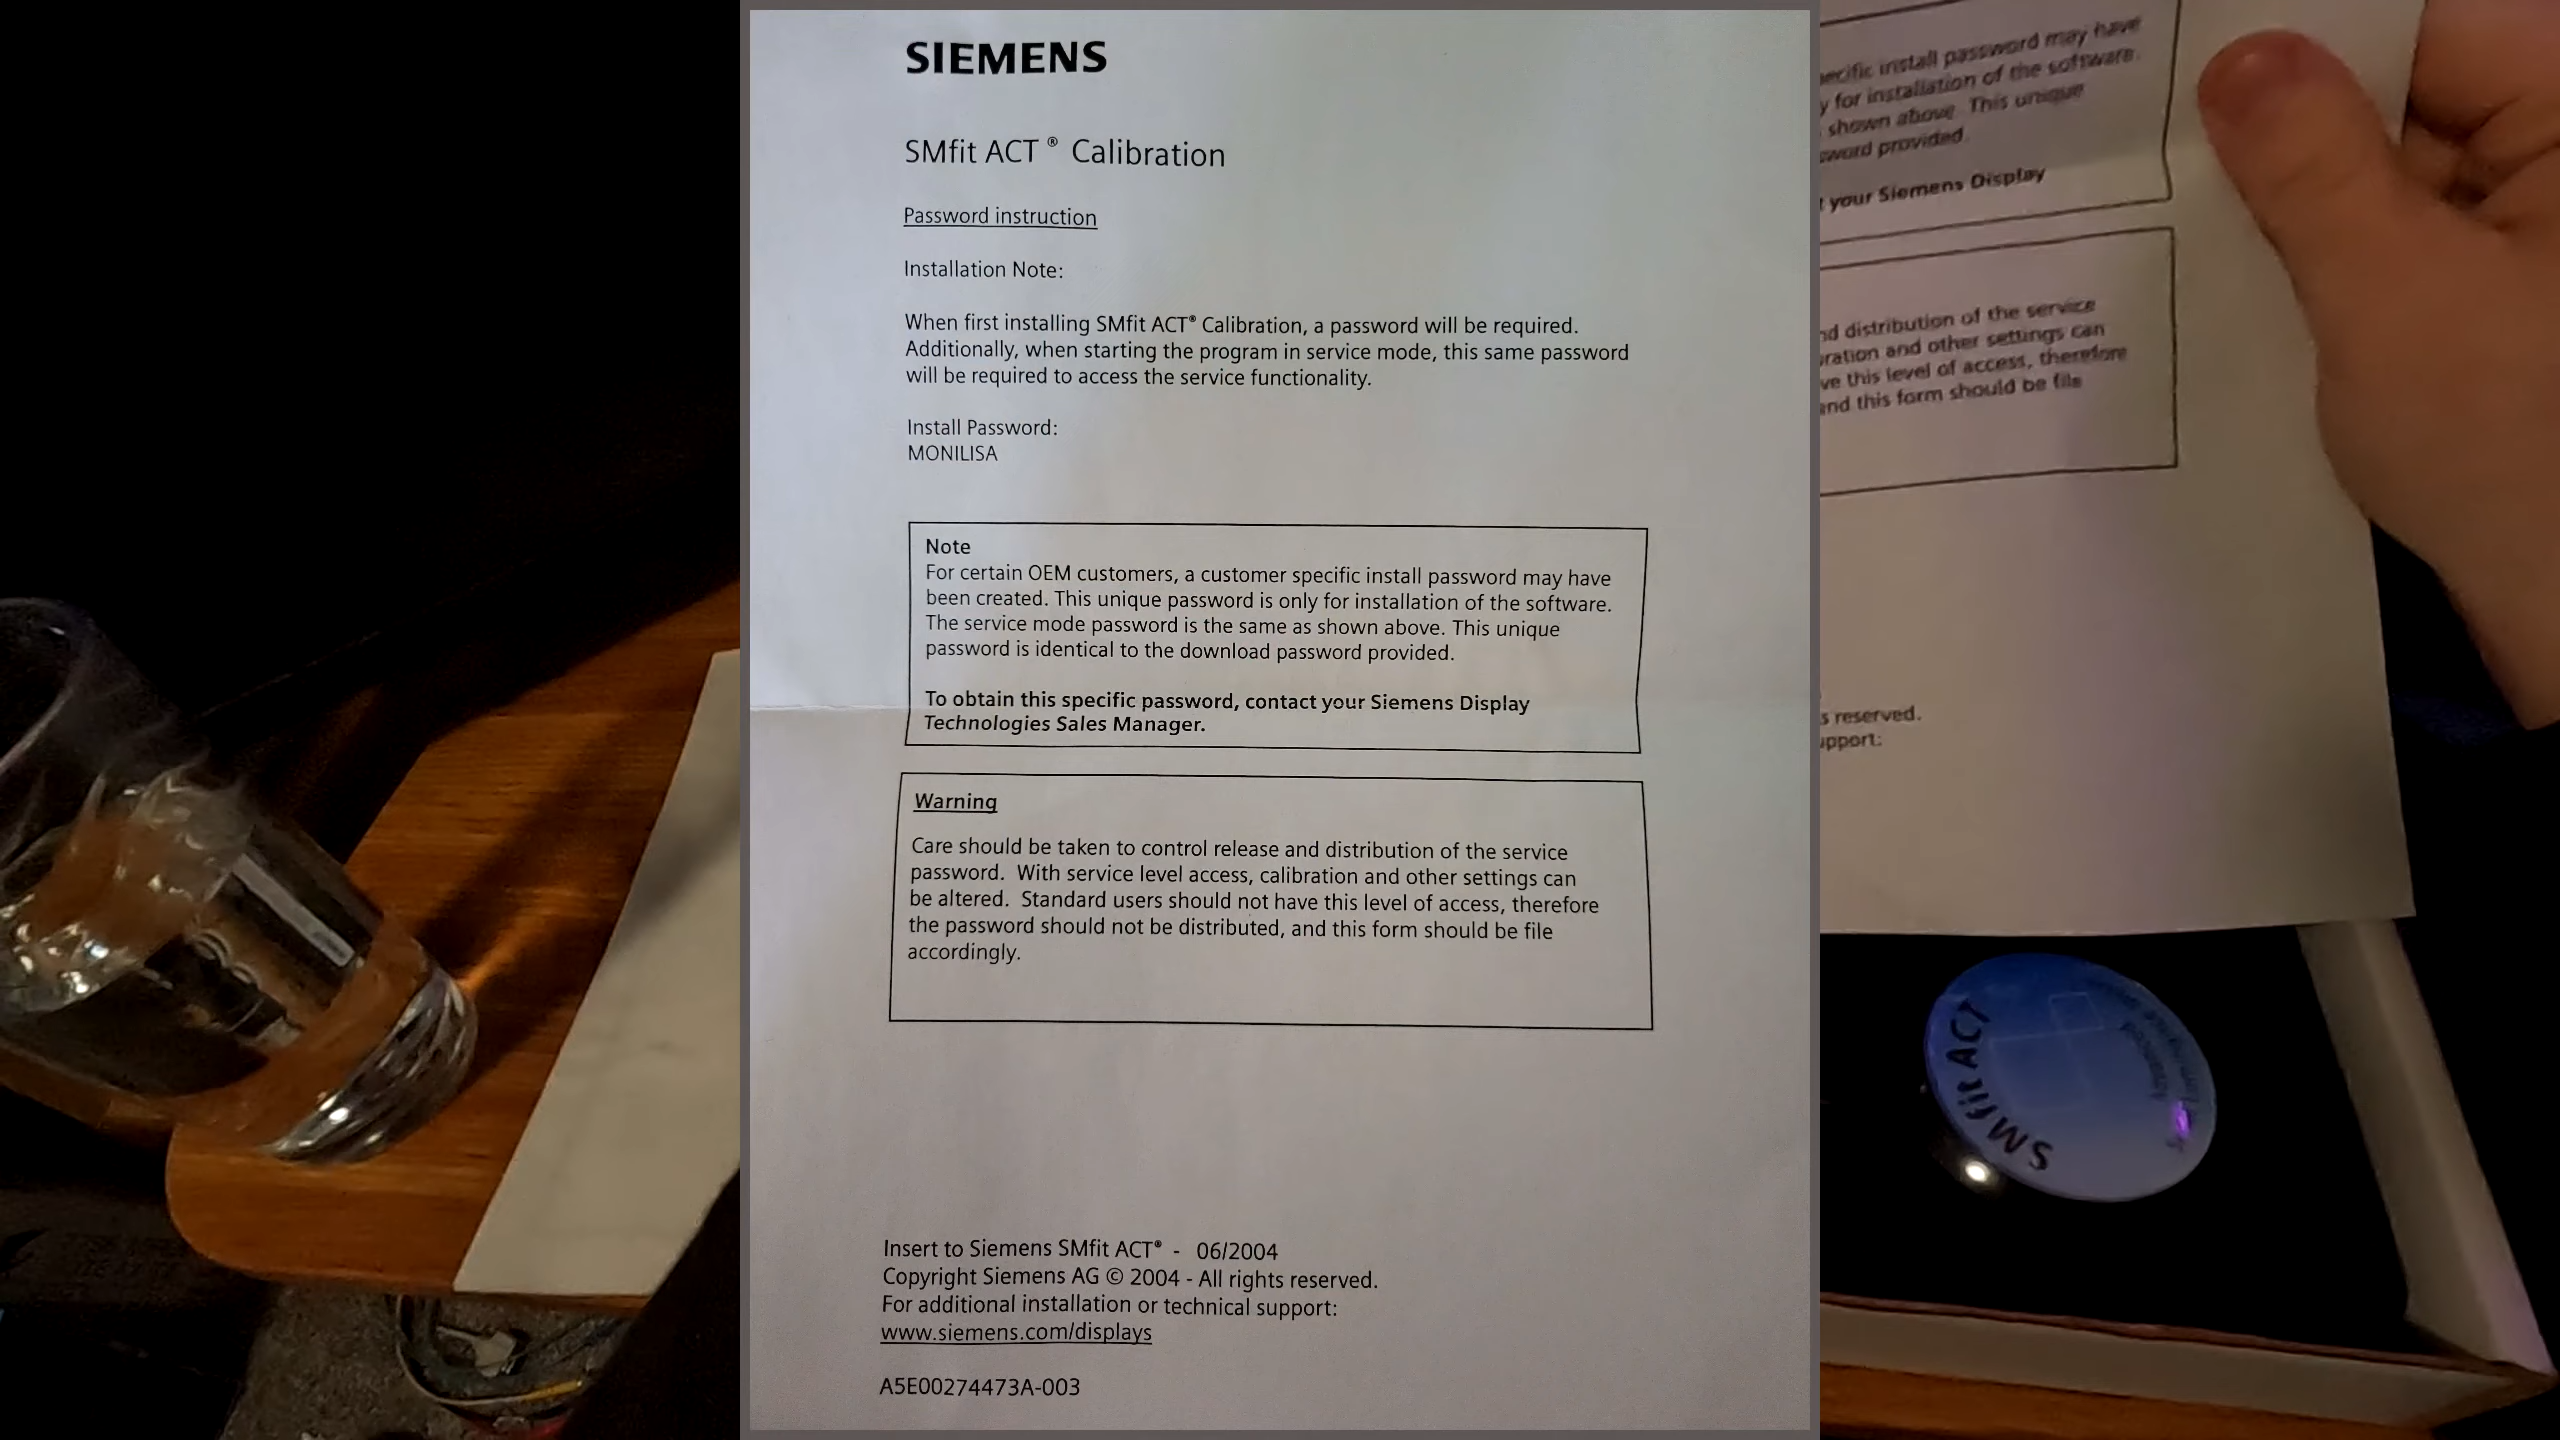 SIEMENS
SMfit ACT ® Calibration
Password instruction
Installation Note:
When first installing SMfit ACT® Calibration, a password will be required.
Additionally, when starting the program in service mode, this same password
will be required to access the service functionality.
Install Password:
MONILISA
Note
For certain OEM customers, a customer specific install password may have
been created. This unique password is only for installation of the software.
The service mode password is the same as shown above. This unique
password is identical to the download password provided.
To obtain this specific password, contact your Siemens Display
Technologies Sales Manager.
Warning
Care should be taken to control release and distribution of the service
password.  With service level access, calibration and other settings can
be altered.  Standard users should not have this level of access, therefore
the password should not be distributed, and this form should be file
accordingly.
Insert to Siemens SMfit ACT® -  06/2004
Copyright Siemens AG © 2004 - All rights reserved.
For additional installation or technical support:
www.siemens.com/displays
A5E00274473A-003
install password may have
for installation of the software.
shown above. This unique
provided.
your Siemens Display
distribution of the service
and other settings can
this level of access, therefore
and this form should be file
reserved.
SMfit ACT